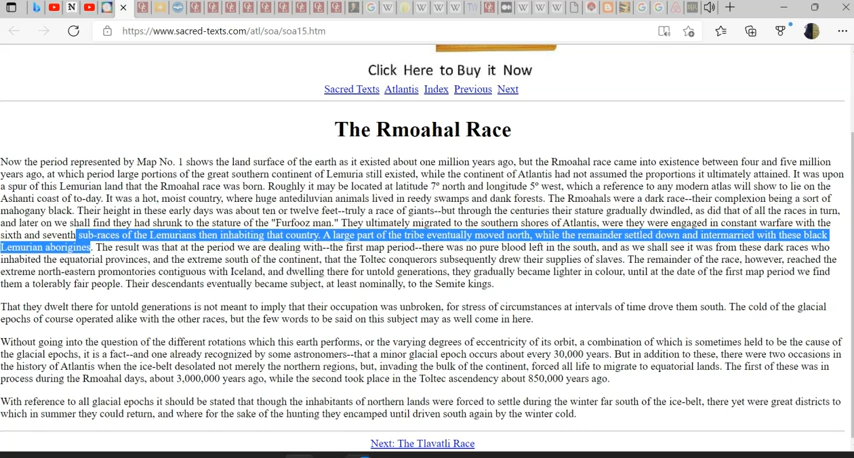 https://www.sacred-texts.com/atl/soa/soa15.htm
Click Here to Buy it Now
Sacred Texts Atlantis Index Previous Next
The Rmoahal Race
Now the period represented by Map No. 1 shows the land surface of the earth as it existed about one million years ago, but the Rmoahal race came into existence between four and five million
years ago, at which period large portions of the great southern continent of Lemuria still existed, while the continent of Atlantis had not assumed the proportions it ultimately attained. It was upon
a spur of this Lemurian land that the Rmoahal race was born. Roughly it may be located at latitude 7° north and longitude 5° west, which a reference to any modern atlas will show to lie on the
Ashanti coast of to-day. It was a hot, moist country, where huge antediluvian animals lived in reedy swamps and dank forests. The Rmoahals were a dark race--their complexion being a sort of
mahogany black. Their height in these early days was about ten or twelve feet--truly a race of giants--but through the centuries their stature gradually dwindled, as did that of all the races in turn,
and later on we shall find they had shrunk to the stature of the "Furfooz man." They ultimately migrated to the southern shores of Atlantis, where they were engaged in constant warfare with the
sixth and seventh sub-races of the Lemurians then inhabiting that country. A large part of the tribe eventually moved north, while the remainder settled down and intermarried with these black
Lemurian aborigines. The result was that at the period we are dealing with--the first map period--there was no pure blood left in the south, and as we shall see it was from these dark races who
inhabited the equatorial provinces, and the extreme south of the continent, that the Toltec conquerors subsequently drew their supplies of slaves. The remainder of the race, however, reached the
extreme north-eastern promontories contiguous with Iceland, and dwelling there for untold generations, they gradually became lighter in colour, until at the date of the first map period we find
them a tolerably fair people. Their descendants eventually became subject, at least nominally, to the Semite kings.
That they dwelt there for untold generations is not meant to imply that their occupation was unbroken, for stress of circumstances at intervals of time drove them south. The cold of the glacial
epochs of course operated alike with the other races, but the few words to be said on this subject may as well come in here.
Without going into the question of the different rotations which this earth performs, or the varying degrees of eccentricity of its orbit, a combination of which is sometimes held to be the cause of
the glacial epochs, it is a fact--and one already recognized by some astronomers--that a minor glacial epoch occurs about every 30,000 years. But in addition to these, there were two occasions in
the history of Atlantis when the ice-belt desolated not merely the northern regions, but, invading the bulk of the continent, forced all life to migrate to equatorial lands. The first of these was in
process during the Rmoahal days, about 3,000,000 years ago, while the second took place in the Toltec ascendency about 850,000 years ago.
With reference to all glacial epochs it should be stated that though the inhabitants of northern lands were forced to settle during the winter far south of the ice-belt, there yet were great districts to
which in summer they could return, and where for the sake of the hunting they encamped until driven south again by the winter cold.
Next: The Tlavatli Race